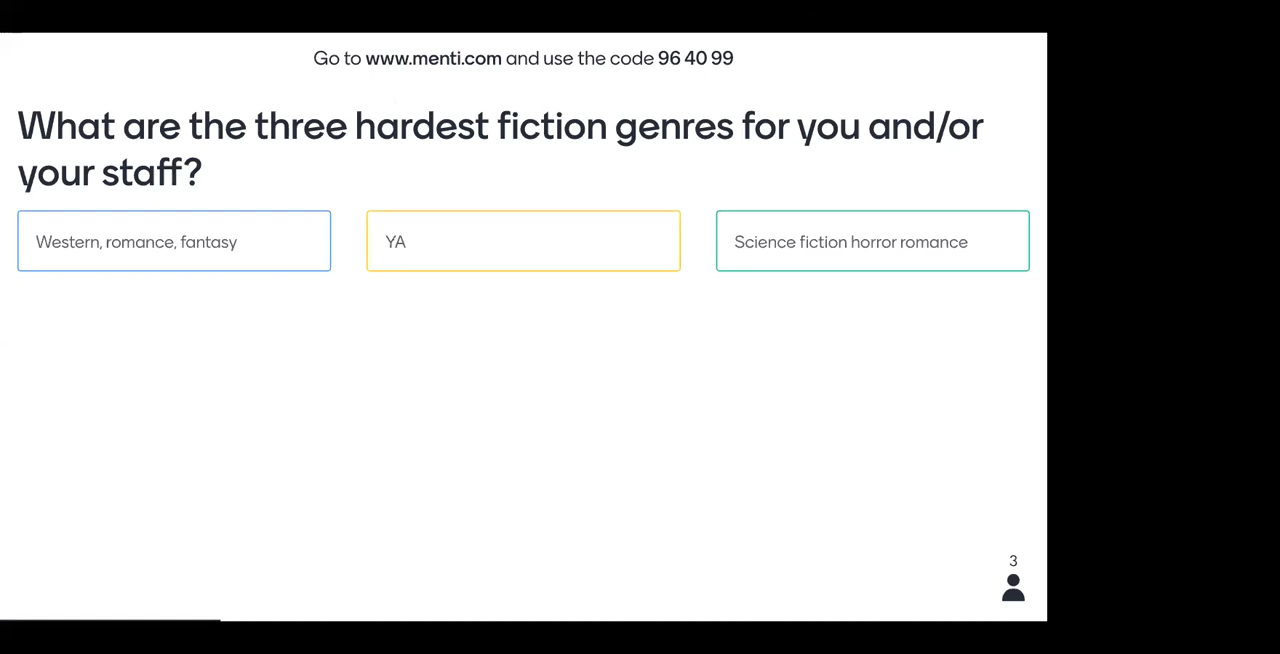 Go to www.menti.com and use the code 96 40 99
What are the three hardest fiction genres for you and/or
your staff?
Western, romance, fantasy
YA
Science fiction horror romance
3